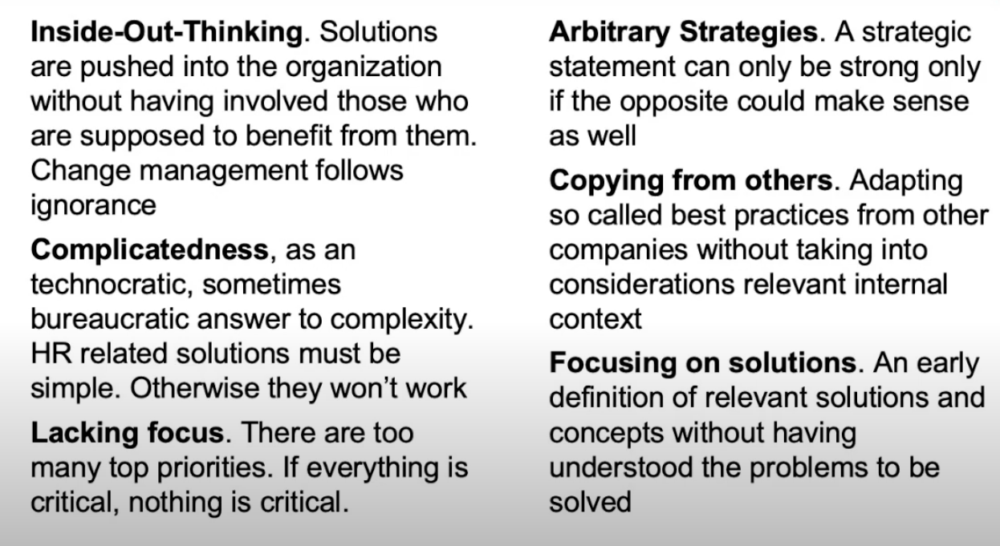 Inside-Out-Thinking. Solutions
are pushed into the organization
without having involved those who
are supposed to benefit from them.
Change management follows
ignorance
Complicatedness, as an
technocratic, sometimes
bureaucratic answer to complexity.
HR related solutions must be
simple. Otherwise they won't work
Lacking focus. There are too
many top priorities. If everything is
critical, nothing is critical.
Arbitrary Strategies. A strategic
statement can only be strong only
if the opposite could make sense
as well
Copying from others. Adapting
so called best practices from other
companies without taking into
considerations relevant internal
context
Focusing on solutions. An early
definition of relevant solutions and
concepts without having
understood the problems to be
solved